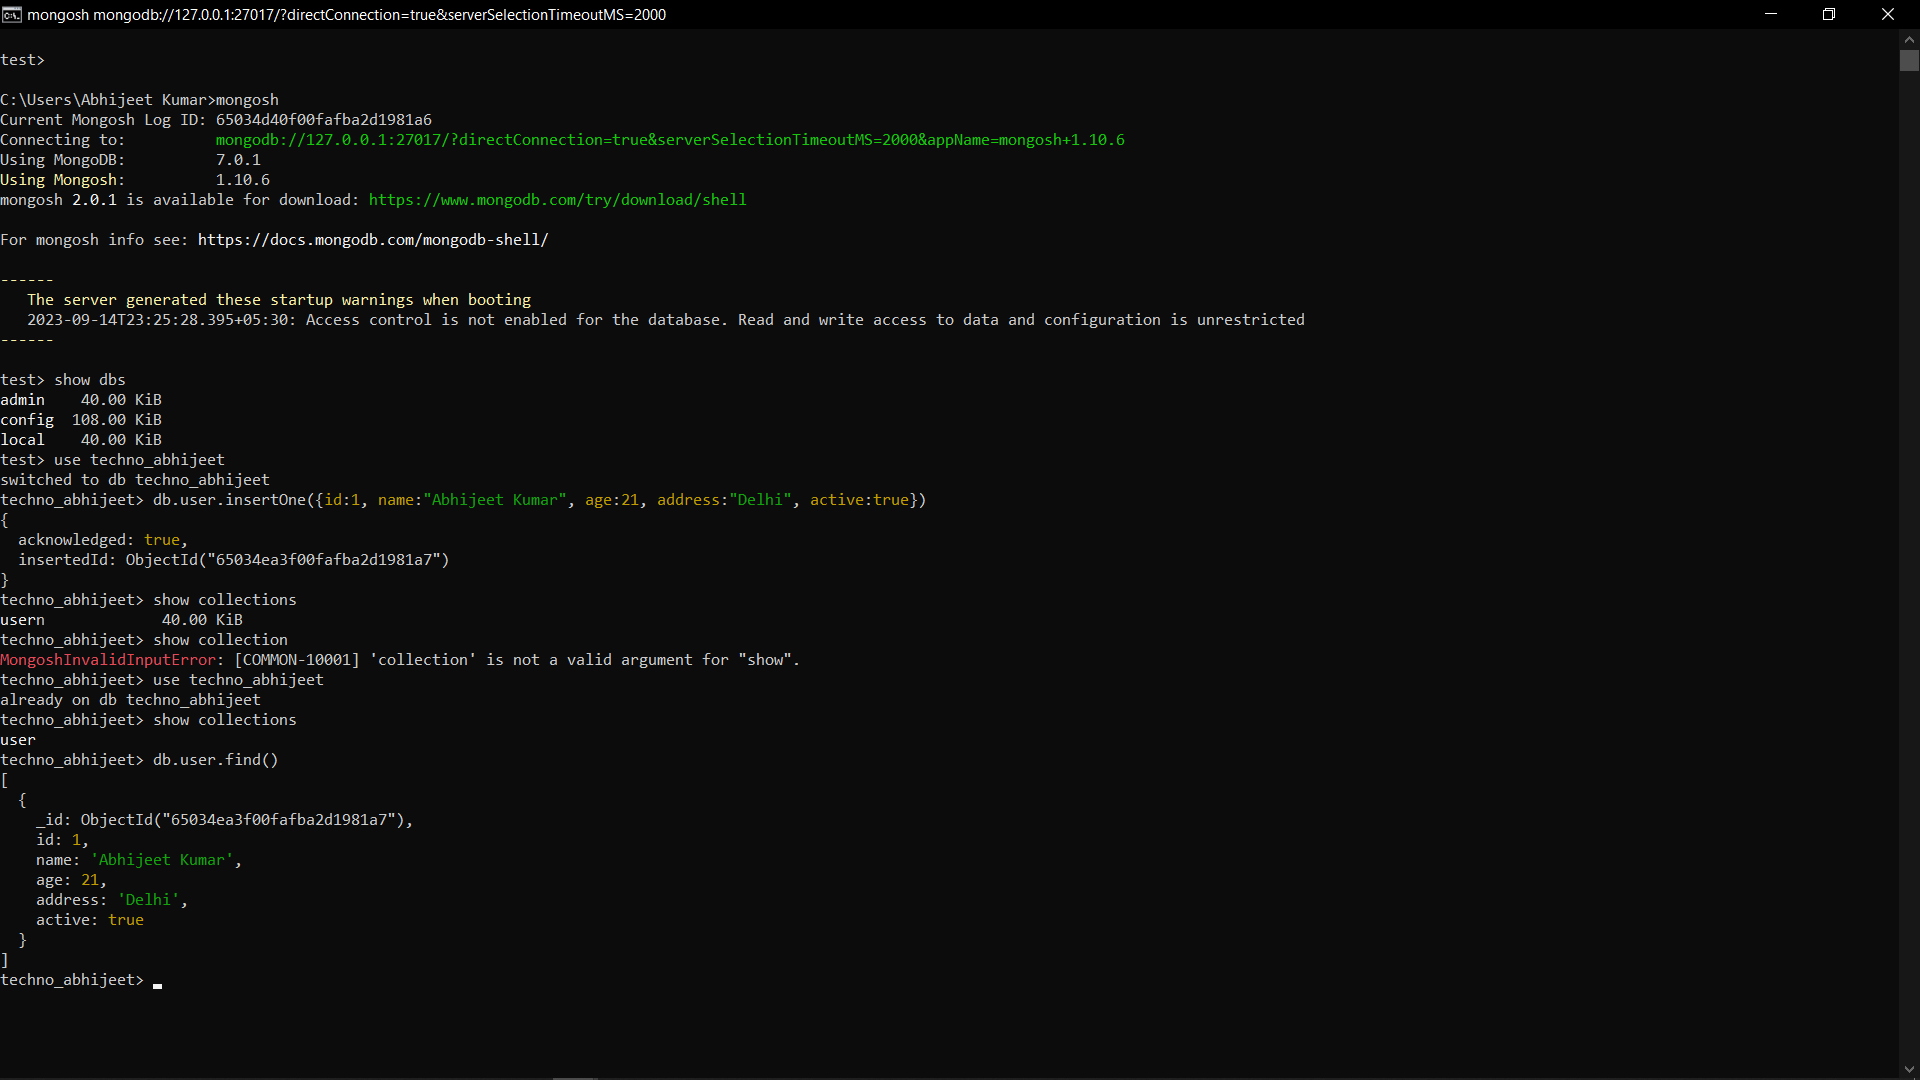 mongosh mongodb://127.0.0.1:27017/?directConnection=true&serverSelectionTimeoutMS=2000
test>
C:\Users\Abhijeet Kumar>mongosh
Current Mongosh Log ID: 65034d40f00fafba2d1981a6
Connecting to:          mongodb://127.0.0.1:27017/?directConnection=true&serverSelectionTimeoutMS=2000&appName=mongosh+1.10.6
Using MongoDB:          7.0.1
Using Mongosh:          1.10.6
mongosh 2.0.1 is available for download: https://www.mongodb.com/try/download/shell
For mongosh info see: https://docs.mongodb.com/mongodb-shell/
------
   The server generated these startup warnings when booting
   2023-09-14T23:25:28.395+05:30: Access control is not enabled for the database. Read and write access to data and configuration is unrestricted
------
test> show dbs
admin    40.00 KiB
config  108.00 KiB
local    40.00 KiB
test> use techno_abhijeet
switched to db techno_abhijeet
techno_abhijeet> db.user.insertOne({id:1, name:"Abhijeet Kumar", age:21, address:"Delhi", active:true})
{
  acknowledged: true,
  insertedId: ObjectId("65034ea3f00fafba2d1981a7")
}
techno_abhijeet> show collections
usern             40.00 KiB
techno_abhijeet> show collection
MongoshInvalidInputError: [COMMON-10001] 'collection' is not a valid argument for "show".
techno_abhijeet> use techno_abhijeet
already on db techno_abhijeet
techno_abhijeet> show collections
user
techno_abhijeet> db.user.find()
[
  {
    _id: ObjectId("65034ea3f00fafba2d1981a7"),
    id: 1,
    name: 'Abhijeet Kumar',
    age: 21,
    address: 'Delhi',
    active: true
  }
]
techno_abhijeet>